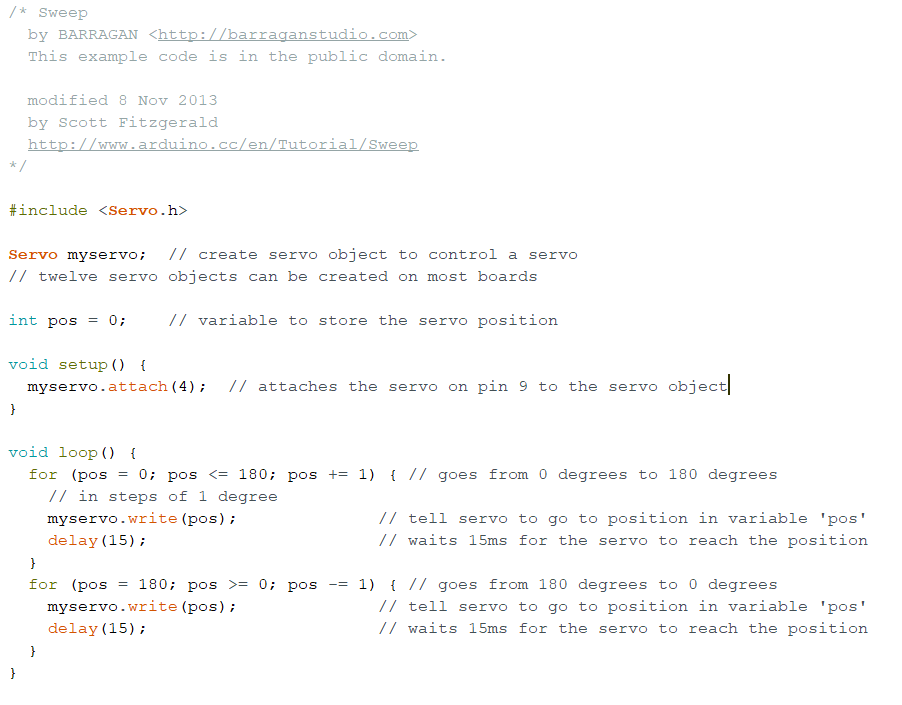 /* Sweep
  by BARRAGAN <http://barraganstudio.com>
  This example code is in the public domain.

  modified 8 Nov 2013
  by Scott Fitzgerald
  http://www.arduino.cc/en/Tutorial/Sweep
*/

#include <Servo.h>

Servo myservo;  // create servo object to control a servo
// twelve servo objects can be created on most boards

int pos = 0;    // variable to store the servo position

void setup() {
  myservo.attach(4);  // attaches the servo on pin 9 to the servo object
}

void loop() {
  for (pos = 0; pos <= 180; pos += 1) { // goes from 0 degrees to 180 degrees
    // in steps of 1 degree
    myservo.write(pos);              // tell servo to go to position in variable 'pos'
    delay(15);                       // waits 15ms for the servo to reach the position
  }
  for (pos = 180; pos >= 0; pos -= 1) { // goes from 180 degrees to 0 degrees
    myservo.write(pos);              // tell servo to go to position in variable 'pos'
    delay(15);                       // waits 15ms for the servo to reach the position
  }
}